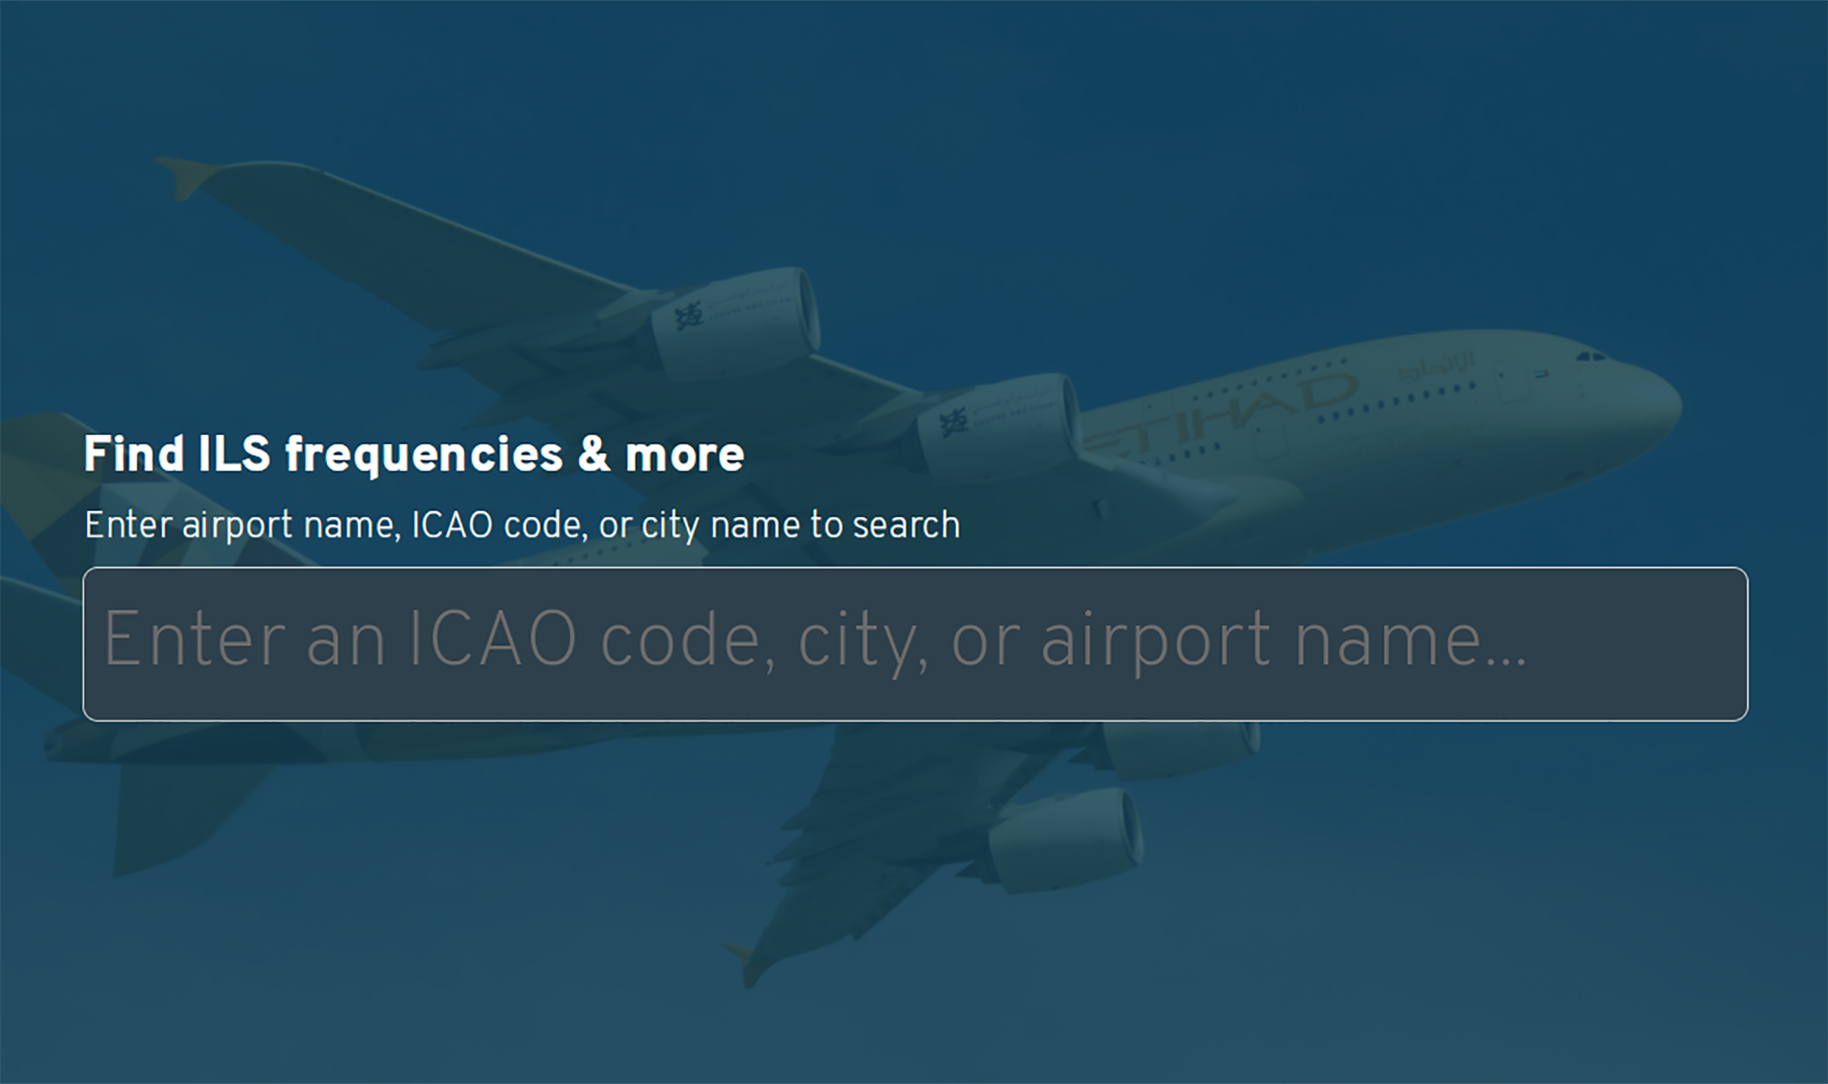 ETIHAD
الإتحاد
Find ILS frequencies & more
Enter airport name, ICAO code, or city name to search
Enter an ICAO code, city, or airport name...